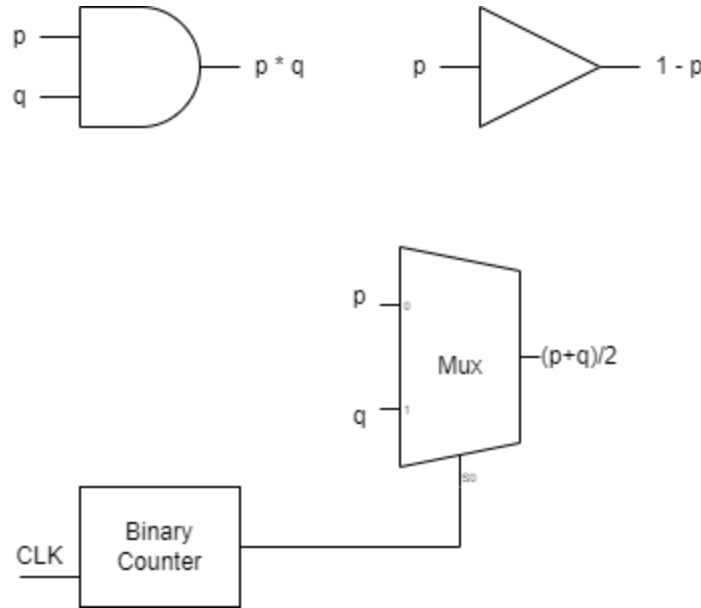 p
q
p * q
p
1 - p
p
0
Mux
(p+q)/2
q
1
S0
CLK
Binary
Counter